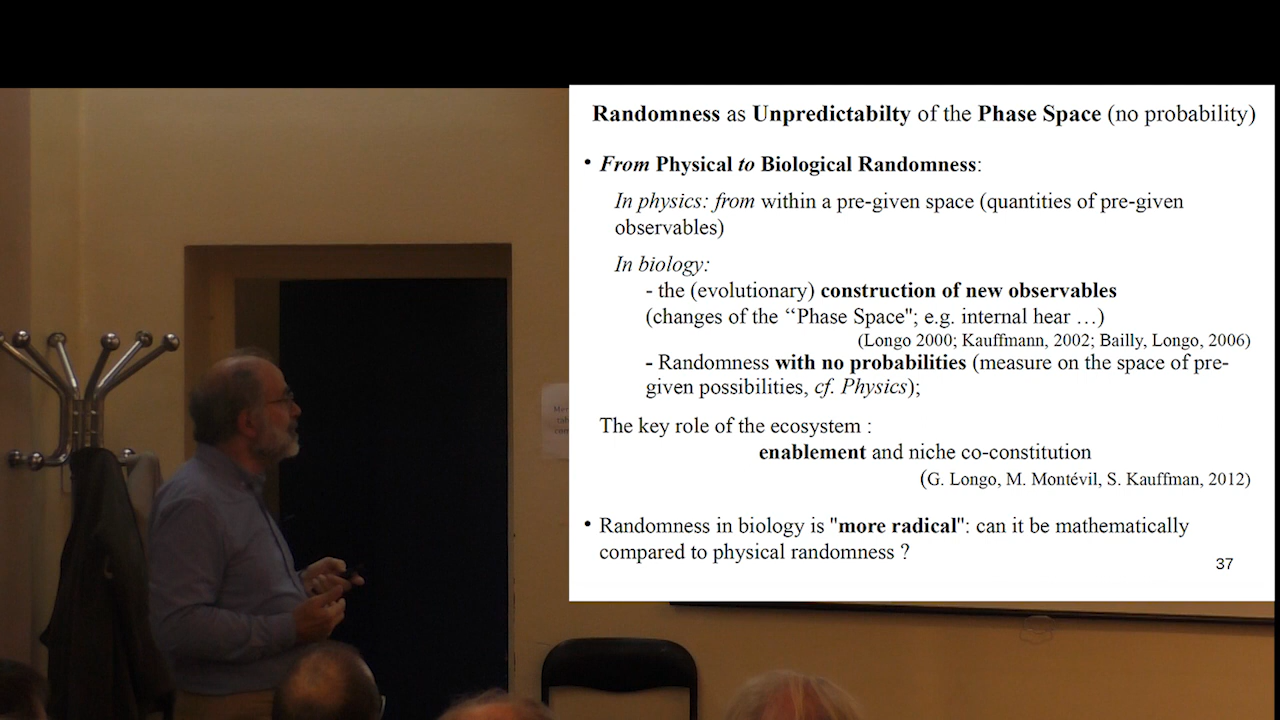 Randomness as Unpredictabilty of the Phase Space (no probability)
• From Physical to Biological Randomness:
In physics: from within a pre-given space (quantities of pre-given
observables)
In biology:
- the (evolutionary) construction of new observables
(changes of the “Phase Space"; e.g. internal hear …)
(Longo 2000; Kauffmann, 2002; Bailly, Longo, 2006)
- Randomness with no probabilities (measure on the space of pre-
given possibilities, cf. Physics);
The key role of the ecosystem :
enablement and niche co-constitution
(G. Longo, M. Montévil, S. Kauffman, 2012)
• Randomness in biology is "more radical": can it be mathematically
compared to physical randomness ?
37